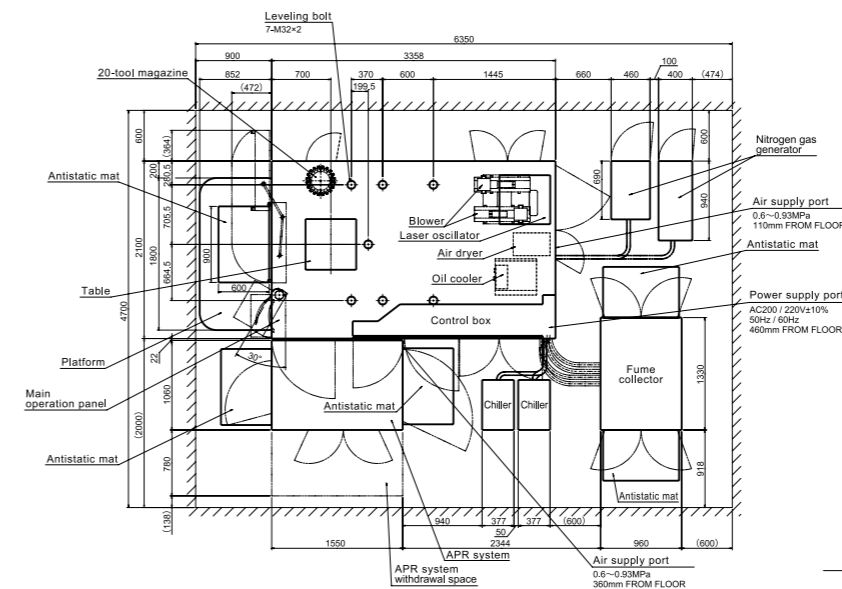 Leveling bolt
7-M32×2
6350
900
3358
100
20-tool magazine
852
700
370
600
1445
660
460
400
(474)
(472)
199.5
600
(364)
200
280.5
600
Nitrogen gas
generator
Antistatic mat
690
940
705.5
Blower
Air supply port
0.6~0.93MPa
110mm FROM FLOOR
Laser oscillator
2100
1800
900
Air dryer
Antistatic mat
Oil cooler
Table
600
664.5
4700
Control box
Power supply port
AC200 / 220V±10%
50Hz / 60Hz
460mm FROM FLOOR
Platform
22
30°
Fume
collector
1330
Main
operation panel
1060
Antistatic mat
Chiller
Chiller
(2000)
Antistatic mat
780
918
Antistatic mat
(138)
940
377
377
(600)
50
1550
2344
960
(600)
APR system
Air supply port
0.6~0.93MPa
360mm FROM FLOOR
APR system
withdrawal space